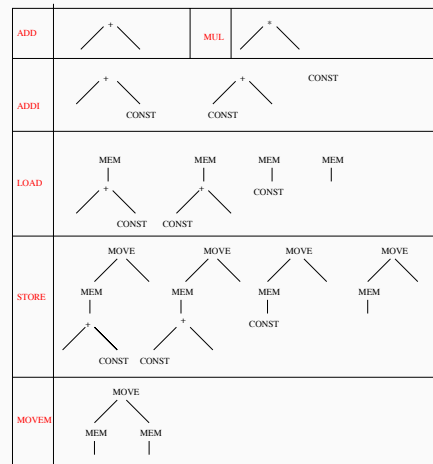 ADD + MUL *
+ + CONST
ADDI CONST CONST
MEM MEM MEM MEM
LOAD + + CONST
CONST CONST
MOVE MOVE MOVE MOVE
STORE MEM MEM MEM MEM
+ + CONST
CONST CONST
MOVE
MOVEM
MEM MEM